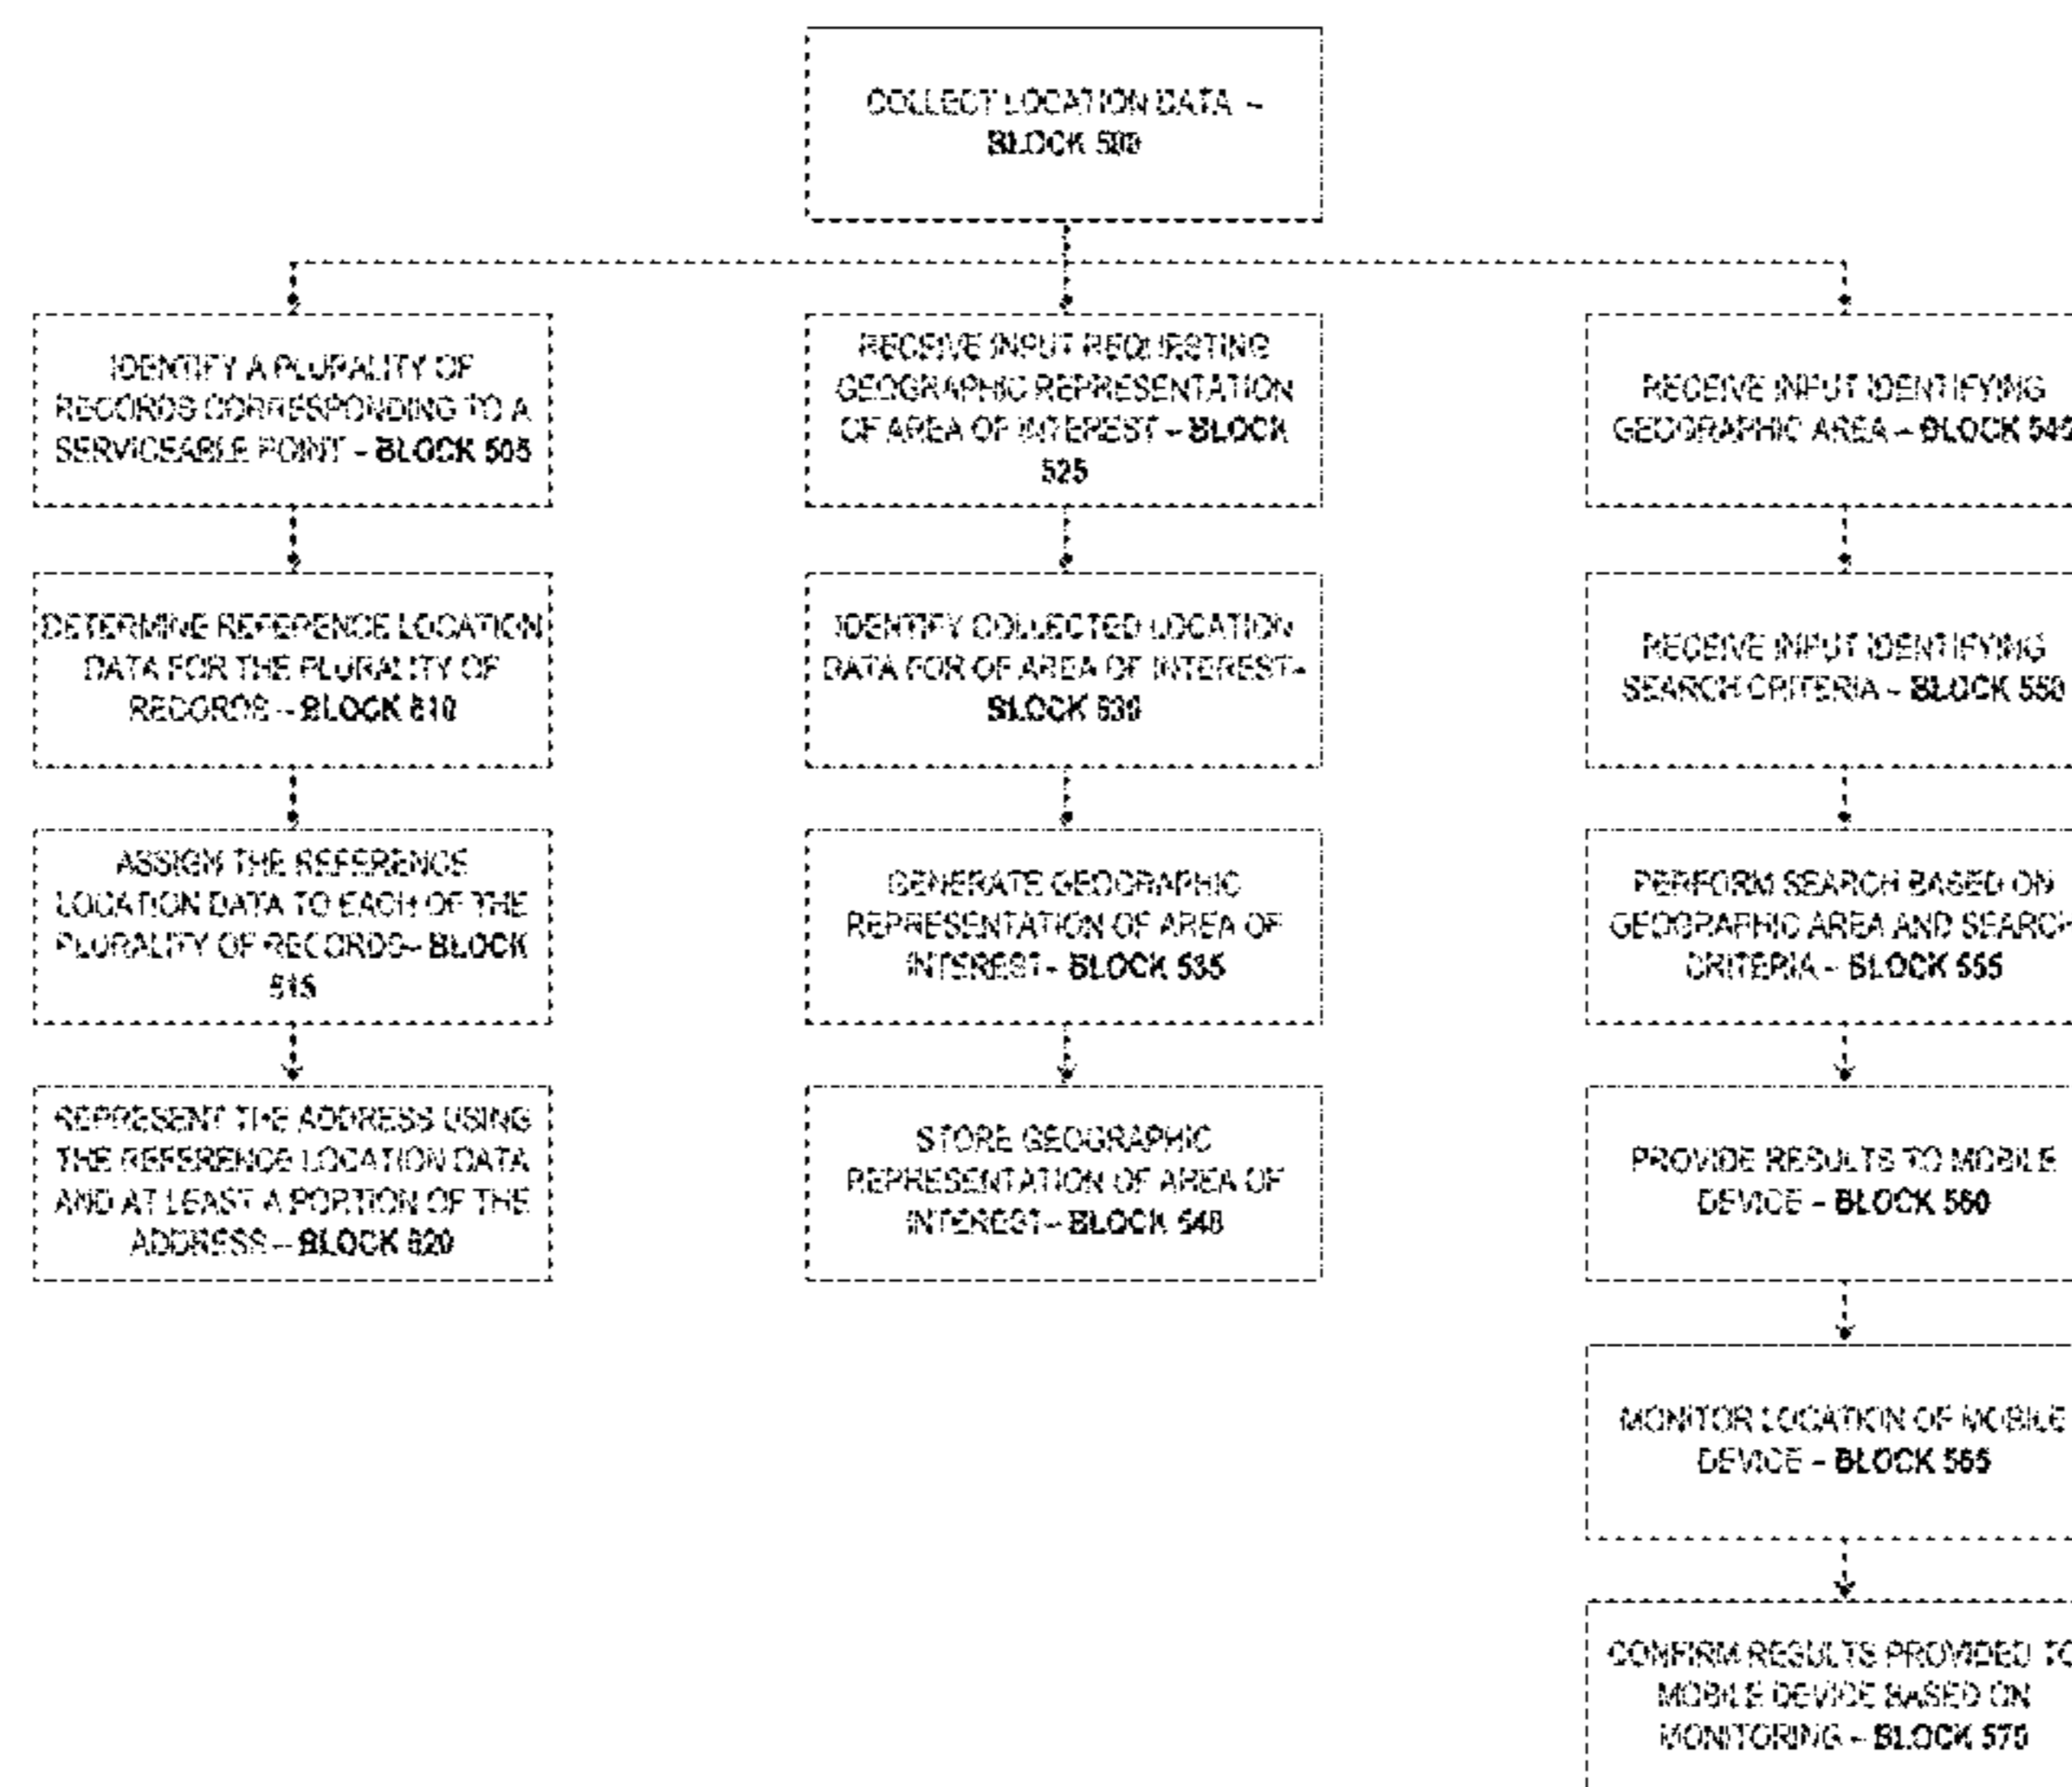 COLLECT LOCATION DATA –
BLOCK 500
IDENTIFY A PLURALITY OF
RECORDS CORRESPONDING TO A
SERVICEABLE POINT – BLOCK 505
DETERMINE REFERENCE LOCATION
DATA FOR THE PLURALITY OF
RECORDS – BLOCK 510
ASSIGN THE REFERENCE
LOCATION DATA TO EACH OF THE
PLURALITY OF RECORDS– BLOCK
515
REPRESENT THE ADDRESS USING
THE REFERENCE LOCATION DATA
AND AT LEAST A PORTION OF THE
ADDRESS – BLOCK 520
RECEIVE INPUT REQUESTING
GEOGRAPHIC REPRESENTATION
OF AREA OF INTEREST – BLOCK
525
IDENTIFY COLLECTED LOCATION
DATA FOR OF AREA OF INTEREST–
BLOCK 530
GENERATE GEOGRAPHIC
REPRESENTATION OF AREA OF
INTEREST– BLOCK 535
STORE GEOGRAPHIC
REPRESENTATION OF AREA OF
INTEREST– BLOCK 540
RECEIVE INPUT IDENTIFYING
GEOGRAPHIC AREA – BLOCK 545
RECEIVE INPUT IDENTIFYING
SEARCH CRITERIA – BLOCK 550
PERFORM SEARCH BASED ON
GEOGRAPHIC AREA AND SEARCH
CRITERIA – BLOCK 555
PROVIDE RESULTS TO MOBILE
DEVICE – BLOCK 560
MONITOR LOCATION OF MOBILE
DEVICE – BLOCK 565
CONFIRM RESULTS PROVIDED TO
MOBILE DEVICE BASED ON
MONITORING – BLOCK 570